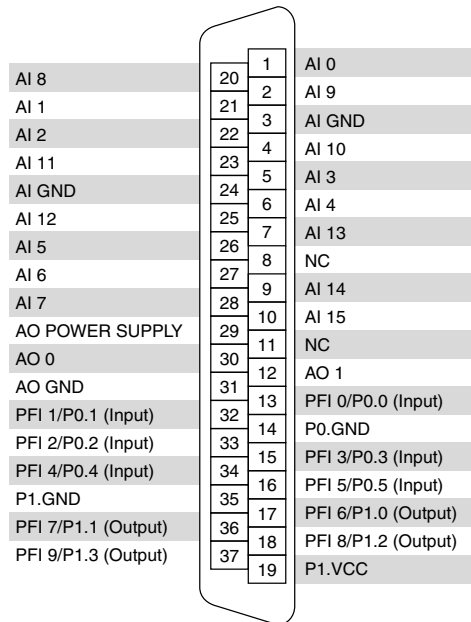 1 AI 0
AI 8 20
2 AI 9
AI 1 21
3 AI GND
AI 2 22
4 AI 10
AI 11 23
5 AI 3
AI GND 24
6 AI 4
AI 12 25
7 AI 13
AI 5 26
8 NC
AI 6 27
9 AI 14
AI 7 28
10 AI 15
AO POWER SUPPLY 29
11 NC
AO 0 30
12 AO 1
AO GND 31
13 PFI 0/P0.0 (Input)
PFI 1/P0.1 (Input) 32
14 P0.GND
PFI 2/P0.2 (Input) 33
15 PFI 3/P0.3 (Input)
PFI 4/P0.4 (Input) 34
16 PFI 5/P0.5 (Input)
P1.GND 35
17 PFI 6/P1.0 (Output)
PFI 7/P1.1 (Output) 36
18 PFI 8/P1.2 (Output)
PFI 9/P1.3 (Output) 37
19 P1.VCC